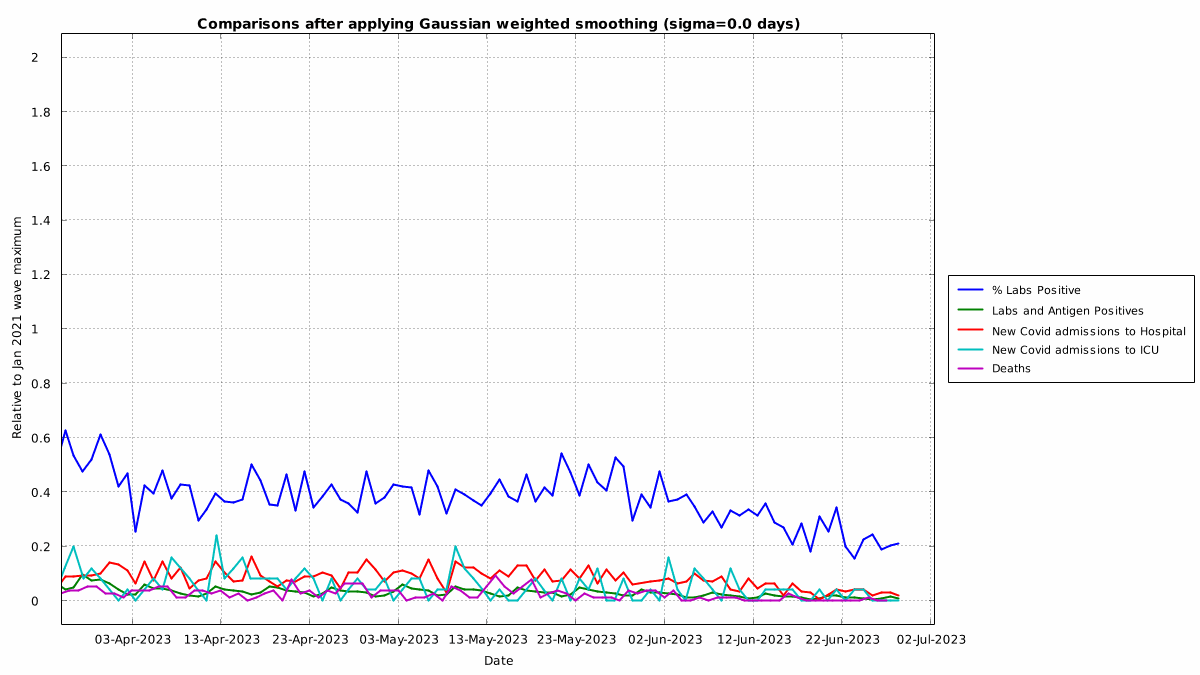 Comparisons after applying Gaussian weighted smoothing (sigma=0.0 days)
Relative to Jan 2021 wave maximum
2
1.8
1.6
1.4
1.2
1
0.8
0.6
0.4
0.2
0
03-Apr-2023 13-Apr-2023 23-Apr-2023 03-May-2023 13-May-2023 23-May-2023 02-Jun-2023 12-Jun-2023 22-Jun-2023 02-Jul-2023
Date
% Labs Positive
Labs and Antigen Positives
New Covid admissions to Hospital
New Covid admissions to ICU
Deaths